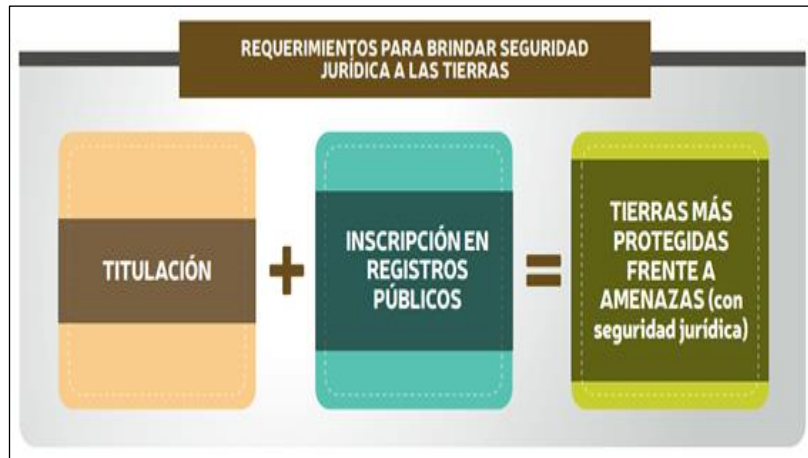 REQUERIMIENTOS PARA BRINDAR SEGURIDAD
JURÍDICA A LAS TIERRAS
TITULACIÓN
+
INSCRIPCIÓN EN
REGISTROS
PÚBLICOS
=
TIERRAS MÁS
PROTEGIDAS
FRENTE A
AMENAZAS (con
seguridad jurídica)